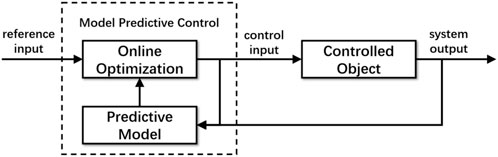 Model Predictive Control
reference
input
Online
Optimization
control
input
Controlled
Object
system
output
Predictive
Model